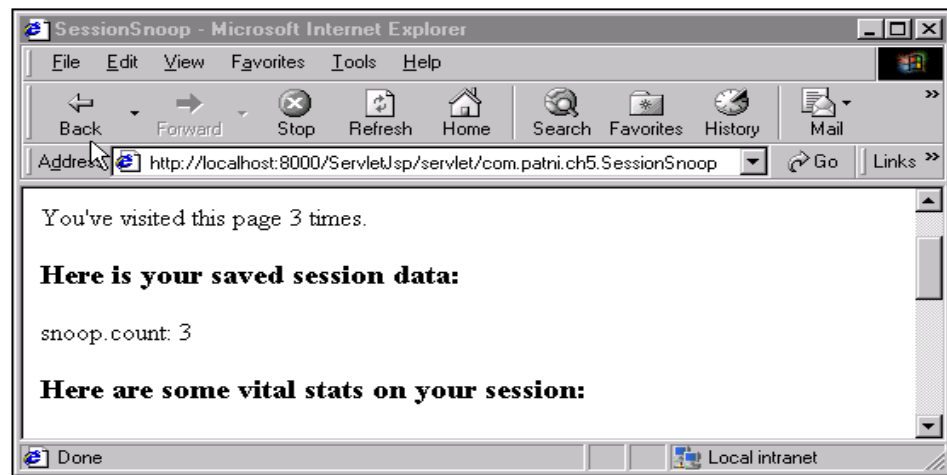 SessionSnoop - Microsoft Internet Explorer
File Edit View Favorites Tools Help
Back Forward Stop Refresh Home Search Favorites History Mail »
Address http://localhost:8000/ServletJsp/servlet/com.patni.ch5.SessionSnoop Go Links »
You've visited this page 3 times.
Here is your saved session data:
snoop.count: 3
Here are some vital stats on your session:
Done Local intranet